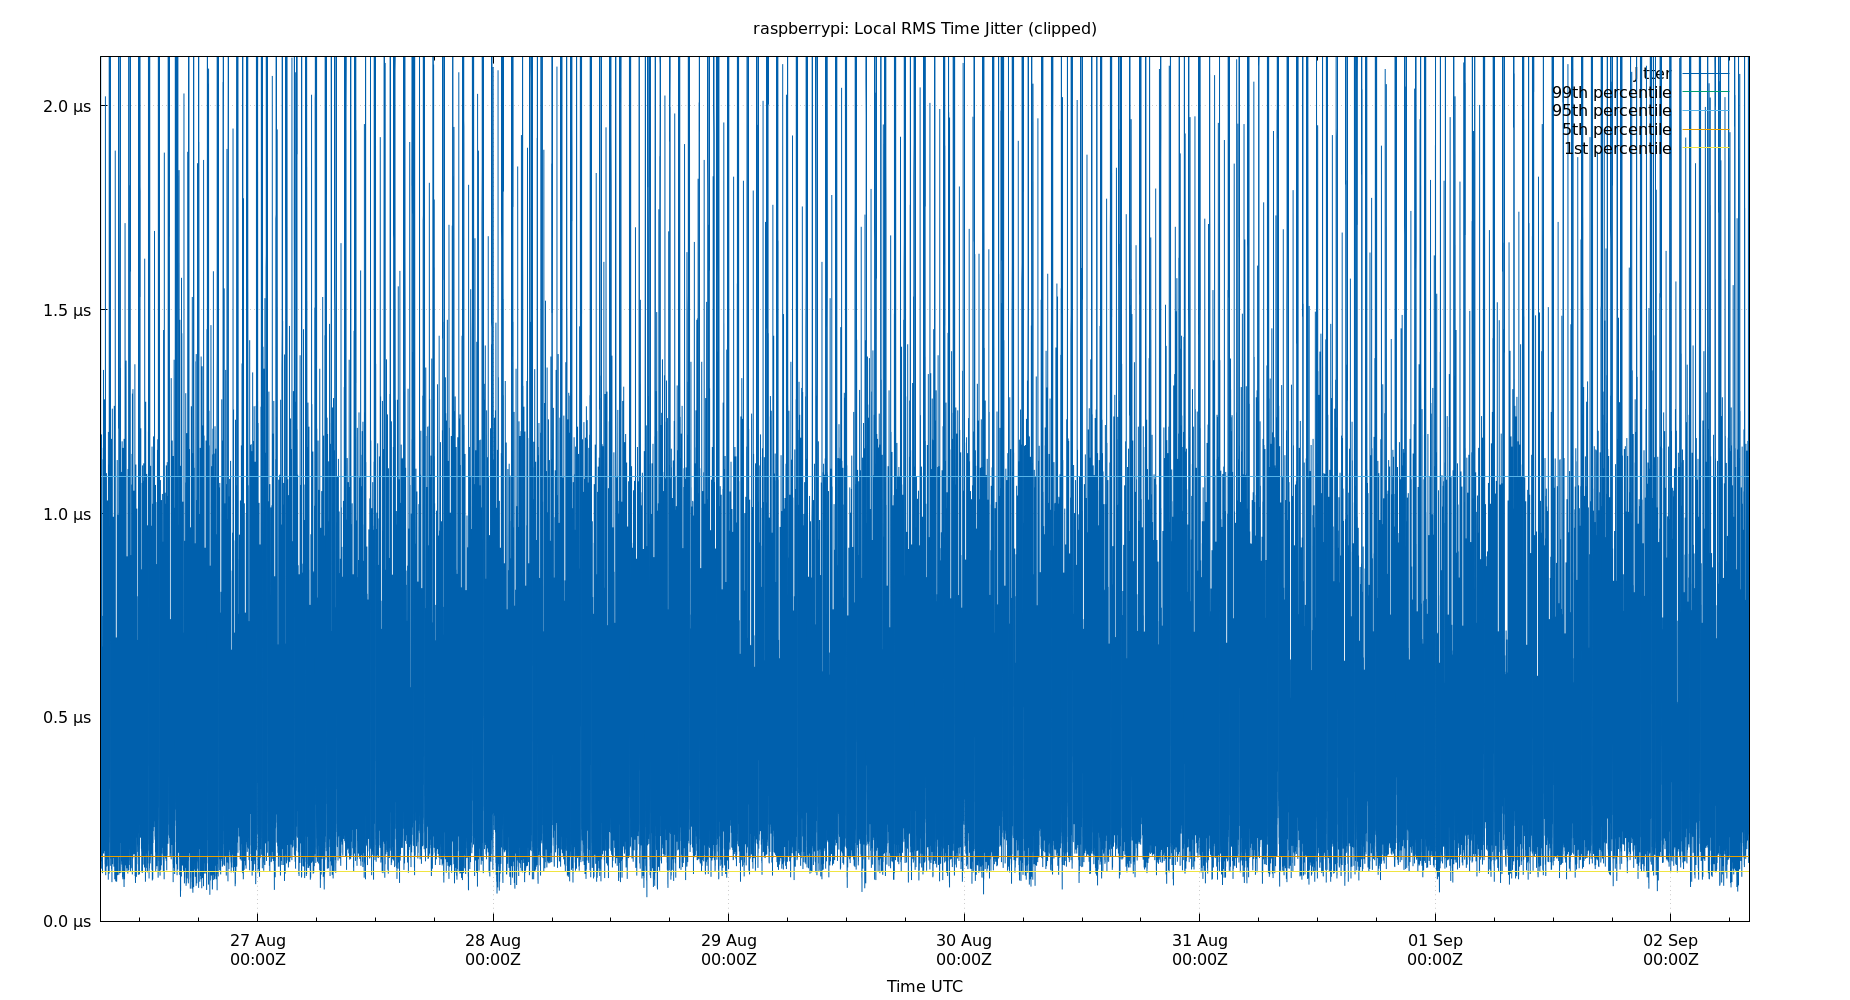 raspberrypi: Local RMS Time Jitter (clipped)
Jitter
99th percentile
95th percentile
5th percentile
1st percentile
2.0 µs
1.5 µs
1.0 µs
0.5 µs
0.0 µs
27 Aug
00:00Z
28 Aug
00:00Z
29 Aug
00:00Z
30 Aug
00:00Z
31 Aug
00:00Z
01 Sep
00:00Z
02 Sep
00:00Z
Time UTC